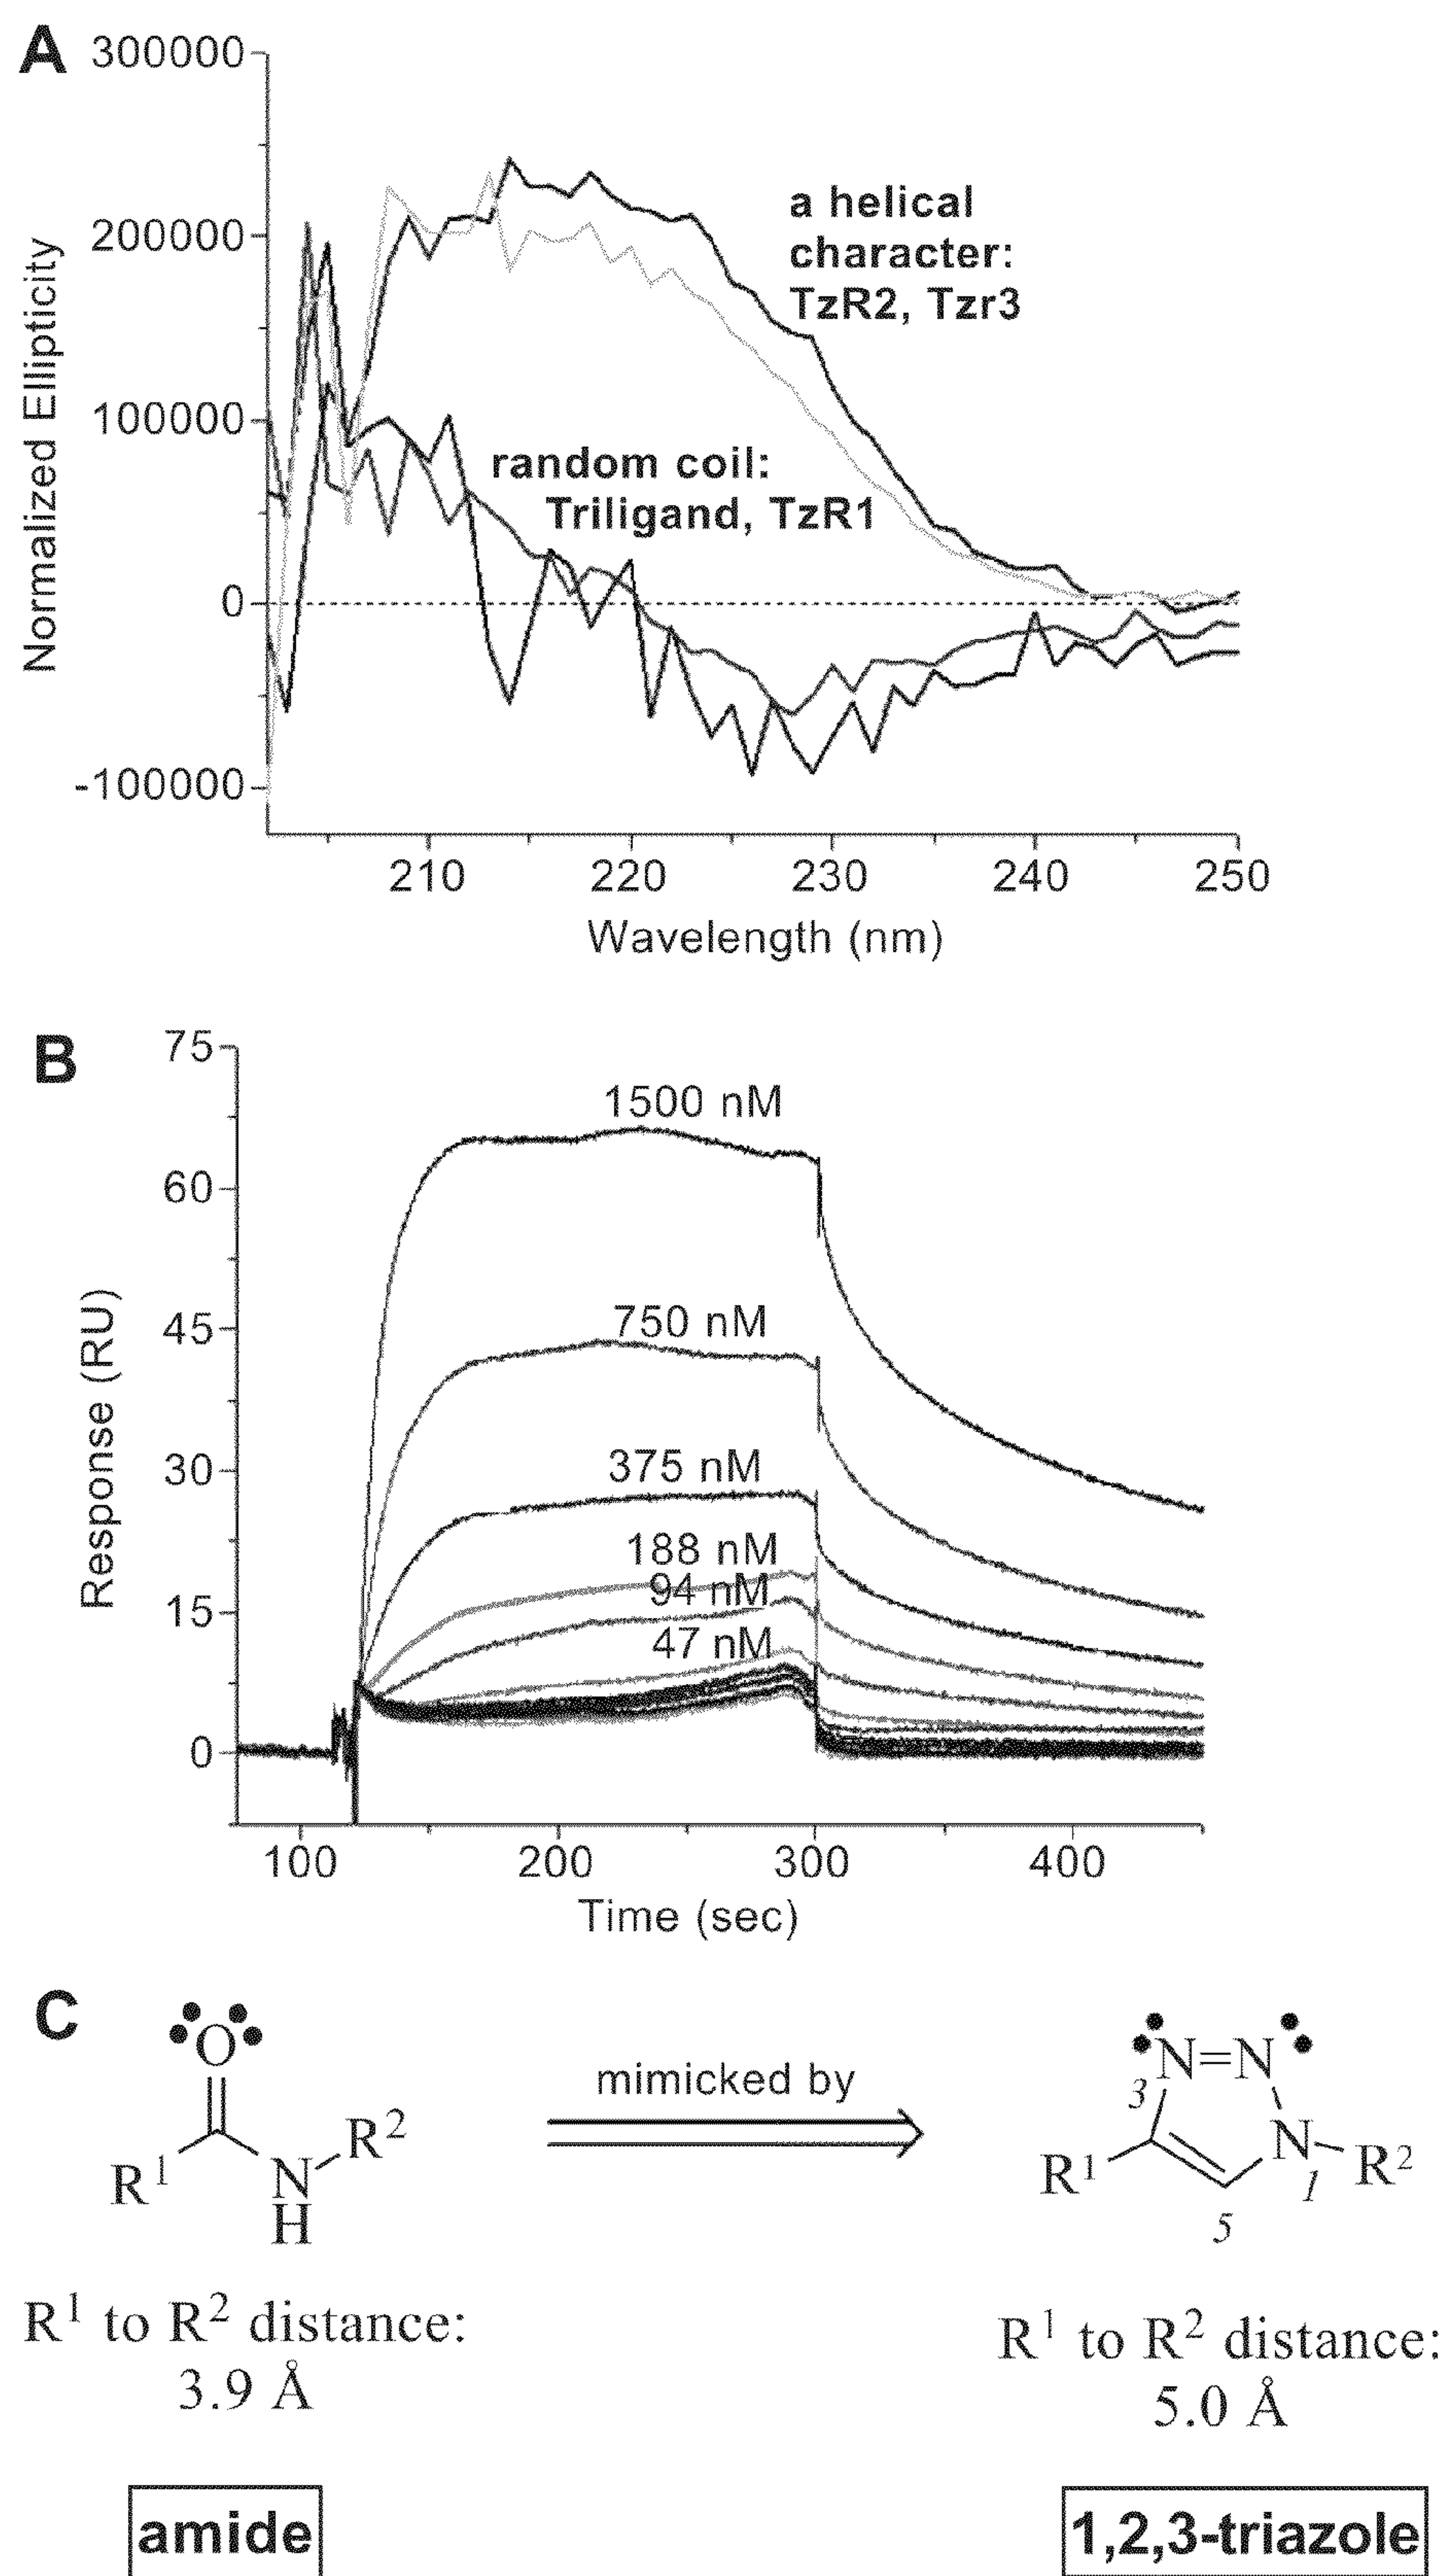 A
300000
200000
100000
0
-100000
Normalized Ellipticity
a helical
character:
TzR2, Tzr3
random coil:
Triligand, TzR1
210
220
230
240
250
Wavelength (nm)
B
75
60
45
30
15
0
Response (RU)
1500 nM
750 nM
375 nM
188 nM
94 nM
47 nM
100
200
300
400
Time (sec)
C
O
R¹
N
H
R²
mimicked by
N=N
3
N
1
5
R¹
R²
R¹ to R² distance:
3.9 Å
R¹ to R² distance:
5.0 Å
amide
1,2,3-triazole